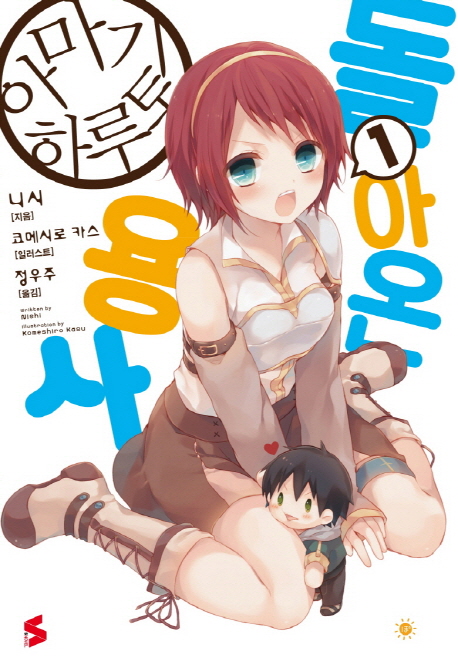 돌아온
1
용사
아마기
하루토
니시
[지음]
코메시로 카스
[일러스트]
정우주
[옮김]
written by
Nishi
illustration by
Komeshiro Kasu
S
NOVEL